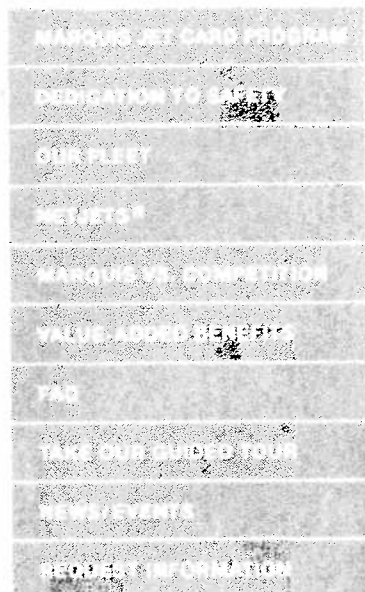 MARQUIS JET CARD PROGRAM
DEDICATION TO SAFETY
OUR FLEET
NETJETS®
MARQUIS VS. COMPETITION
VALUE-ADDED BENEFITS
FAQ
TAKE OUR GUIDED TOUR
NEWS/EVENTS
REQUEST INFORMATION